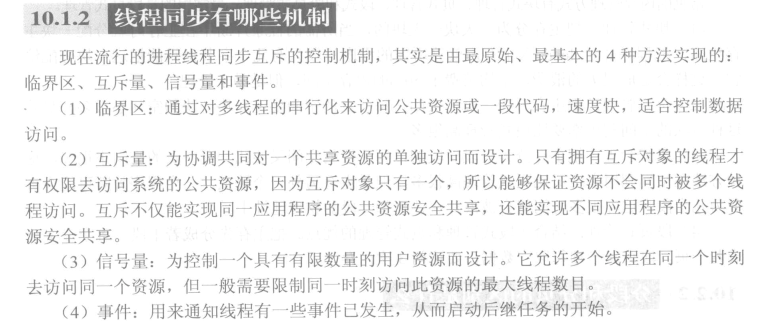 10.1.2 线程同步有哪些机制
现在流行的进程线程同步互斥的控制机制，其实是由最原始、最基本的 4 种方法实现的：
临界区、互斥量、信号量和事件。
（1）临界区：通过对多线程的串行化来访问公共资源或一段代码，速度快，适合控制数据
访问。
（2）互斥量：为协调共同对一个共享资源的单独访问而设计。只有拥有互斥对象的线程才
有权限去访问系统的公共资源，因为互斥对象只有一个，所以能够保证资源不会同时被多个线
程访问。互斥不仅能实现同一应用程序的公共资源安全共享，还能实现不同应用程序的公共资
源安全共享。
（3）信号量：为控制一个具有有限数量的用户资源而设计。它允许多个线程在同一个时刻
去访问同一个资源，但一般需要限制同一时刻访问此资源的最大线程数目。
（4）事件：用来通知线程有一些事件已发生，从而启动后继任务的开始。